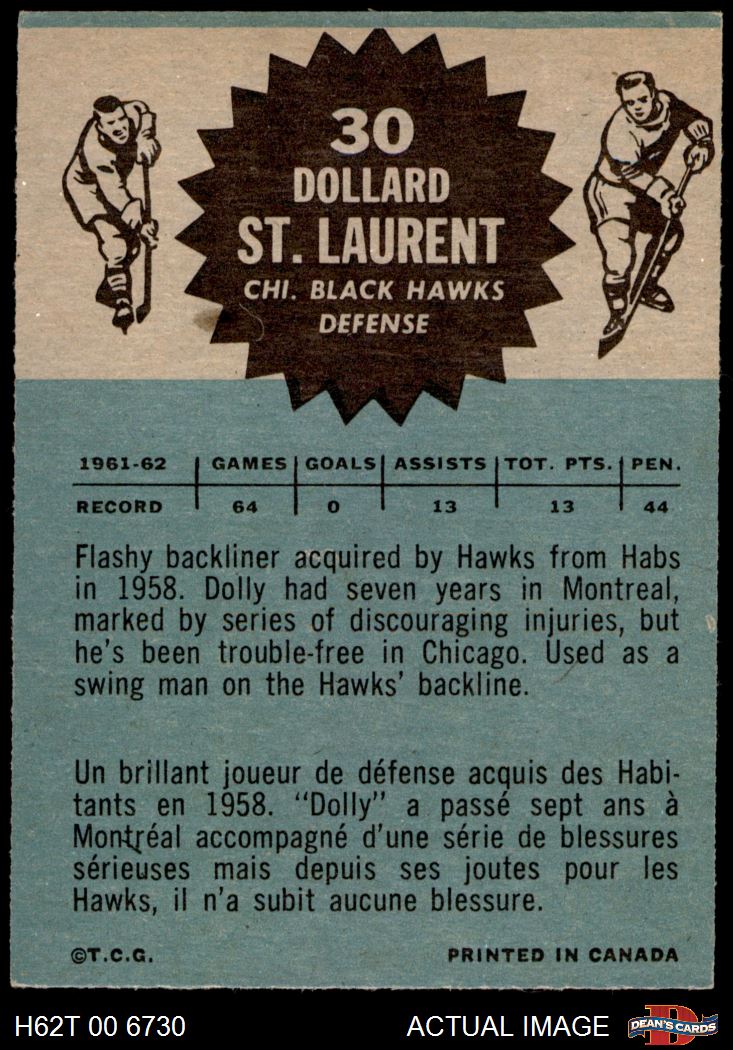 30
DOLLARD
ST. LAURENT
CHI. BLACK HAWKS
DEFENSE
1961-62 GAMES GOALS ASSISTS TOT. PTS. PEN.
RECORD 64 0 13 13 44
Flashy backliner acquired by Hawks from Habs
in 1958. Dolly had seven years in Montreal,
marked by series of discouraging injuries, but
he's been trouble-free in Chicago. Used as a
swing man on the Hawks' backline.
Un brillant joueur de défense acquis des Habi-
tants en 1958. "Dolly" a passé sept ans à
Montréal accompagné d'une série de blessures
sérieuses mais depuis ses joutes pour les
Hawks, il n'a subit aucune blessure.
©T.C.G. PRINTED IN CANADA
H62T 00 6730 ACTUAL IMAGE D DEAN'S CARDS